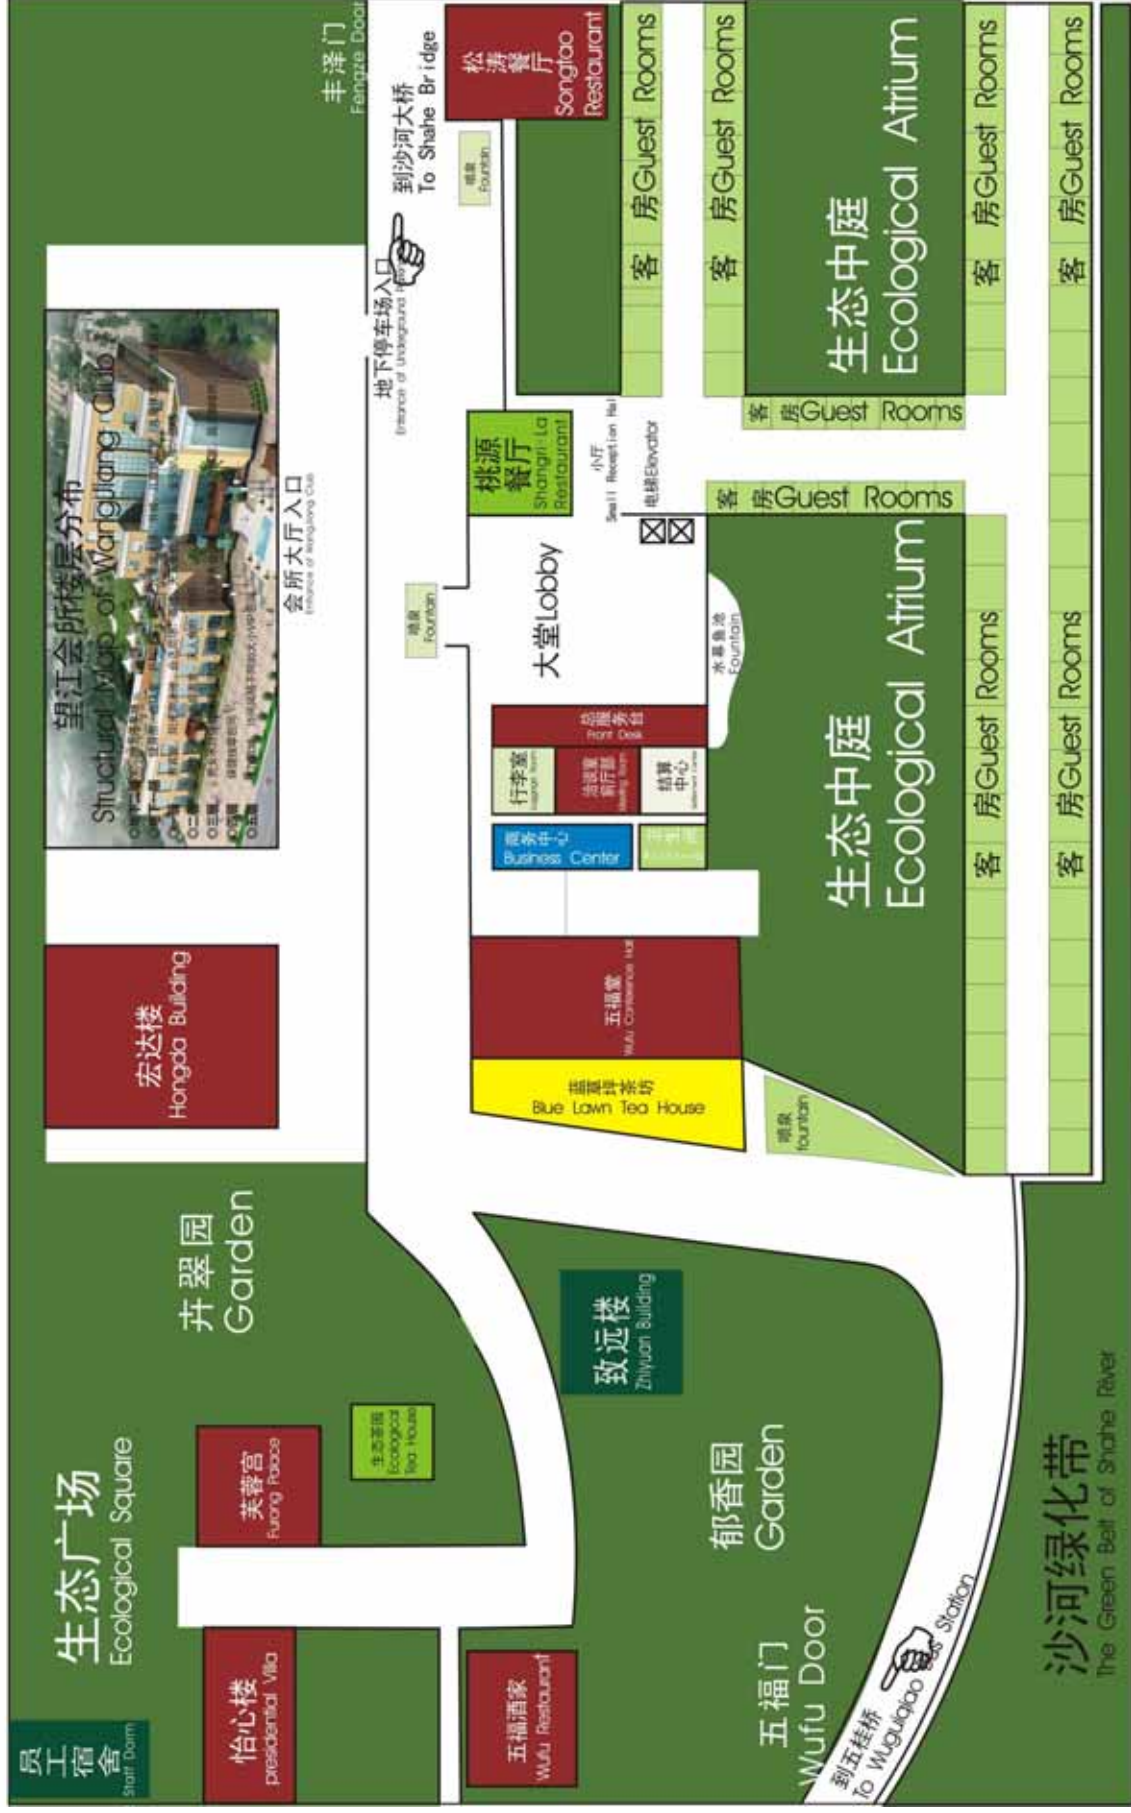 员工
宿舍
Staff Dorm
生态广场
Ecological Square
怡心楼
presidential Villa
芙蓉宫
Furong Palace
生态茶园
Ecological
Tea House
卉翠园
Garden
宏达楼
Hongda Building
望江会所楼层分布
Structural Map of Wangjiang Club
会所大厅入口
Entrance of Wangjiang Club
丰泽门
Fengze Door
地下停车场入口
Entrance of Underground
到沙河大桥
To Shahe Bridge
五福酒家
Wufu Restaurant
致远楼
Zhiyuan Building
郁香园
Garden
五福门
Wufu Door
到五桂桥
To Wuguiqiao Bus Station
沙河绿化带
The Green Belt of Shahe River
蓝草坪茶坊
Blue Lawn Tea House
五福堂
Wufu Conference Hall
喷泉
fountain
商务中心
Business Center
行李室
洽谈室
前厅部
Meeting Room
结算
中心
Settlement Center
总服务台
Front Desk
喷泉
Fountain
大堂Lobby
水幕鱼池
Fountain
桃源
餐厅
Shangri-La
Restaurant
小厅
Small Reception Hall
电梯Elevator
喷泉
Fountain
松涛
餐厅
Songtao
Restaurant
客 房Guest Rooms
客 房Guest Rooms
客 房Guest Rooms
客 房Guest Rooms
生态中庭
Ecological Atrium
生态中庭
Ecological Atrium
客 房Guest Rooms
客 房Guest Rooms
客 房Guest Rooms
客 房Guest Rooms